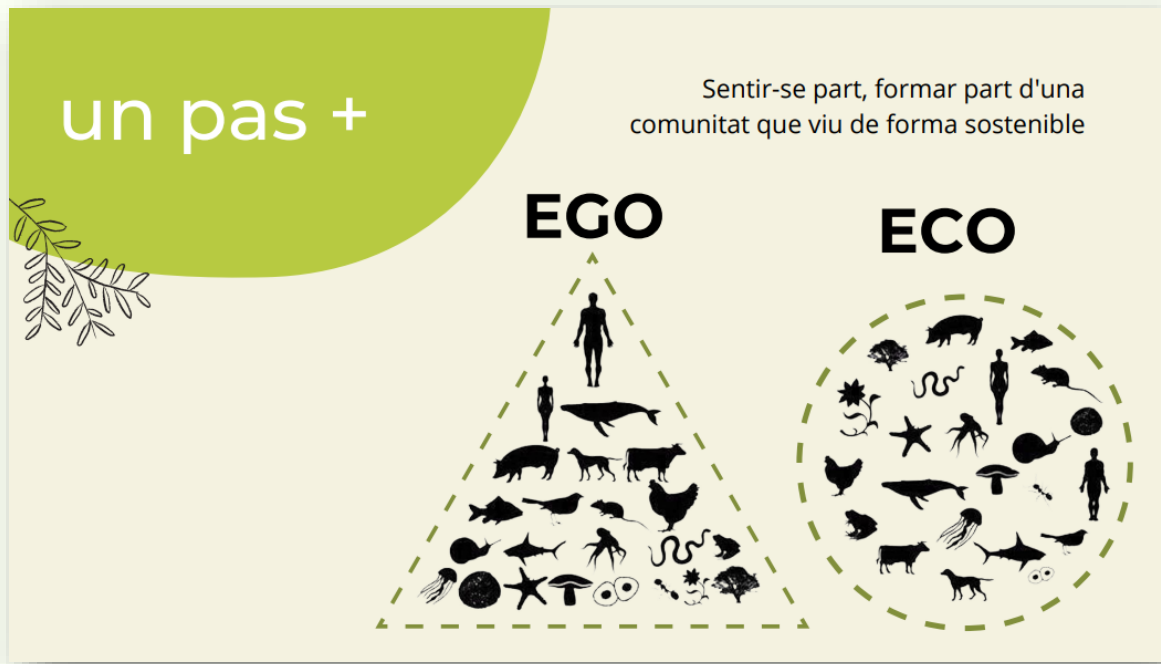 un pas +
Sentir-se part, formar part d'una
comunitat que viu de forma sostenible
EGO
ECO